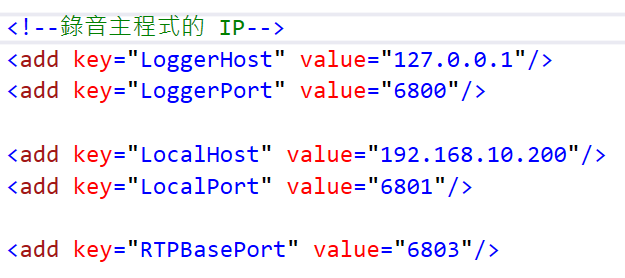 <!--錄音主程式的 IP-->
<add key="LoggerHost" value="127.0.0.1"/>
<add key="LoggerPort" value="6800"/>
<add key="LocalHost" value="192.168.10.200"/>
<add key="LocalPort" value="6801"/>
<add key="RTPBasePort" value="6803"/>